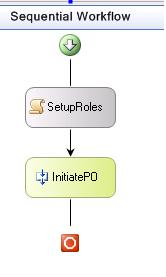 Sequential Workflow
SetupRoles
InitiatePO